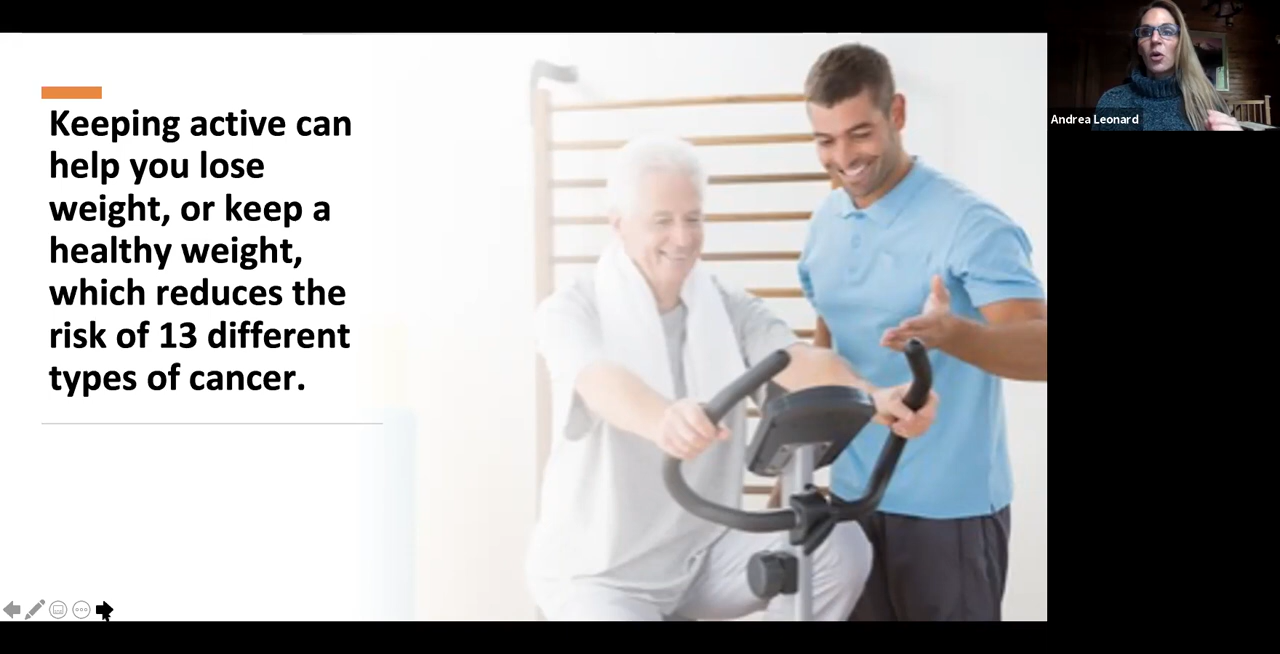 Keeping active can
help you lose
weight, or keep a
healthy weight,
which reduces the
risk of 13 different
types of cancer.
Andrea Leonard